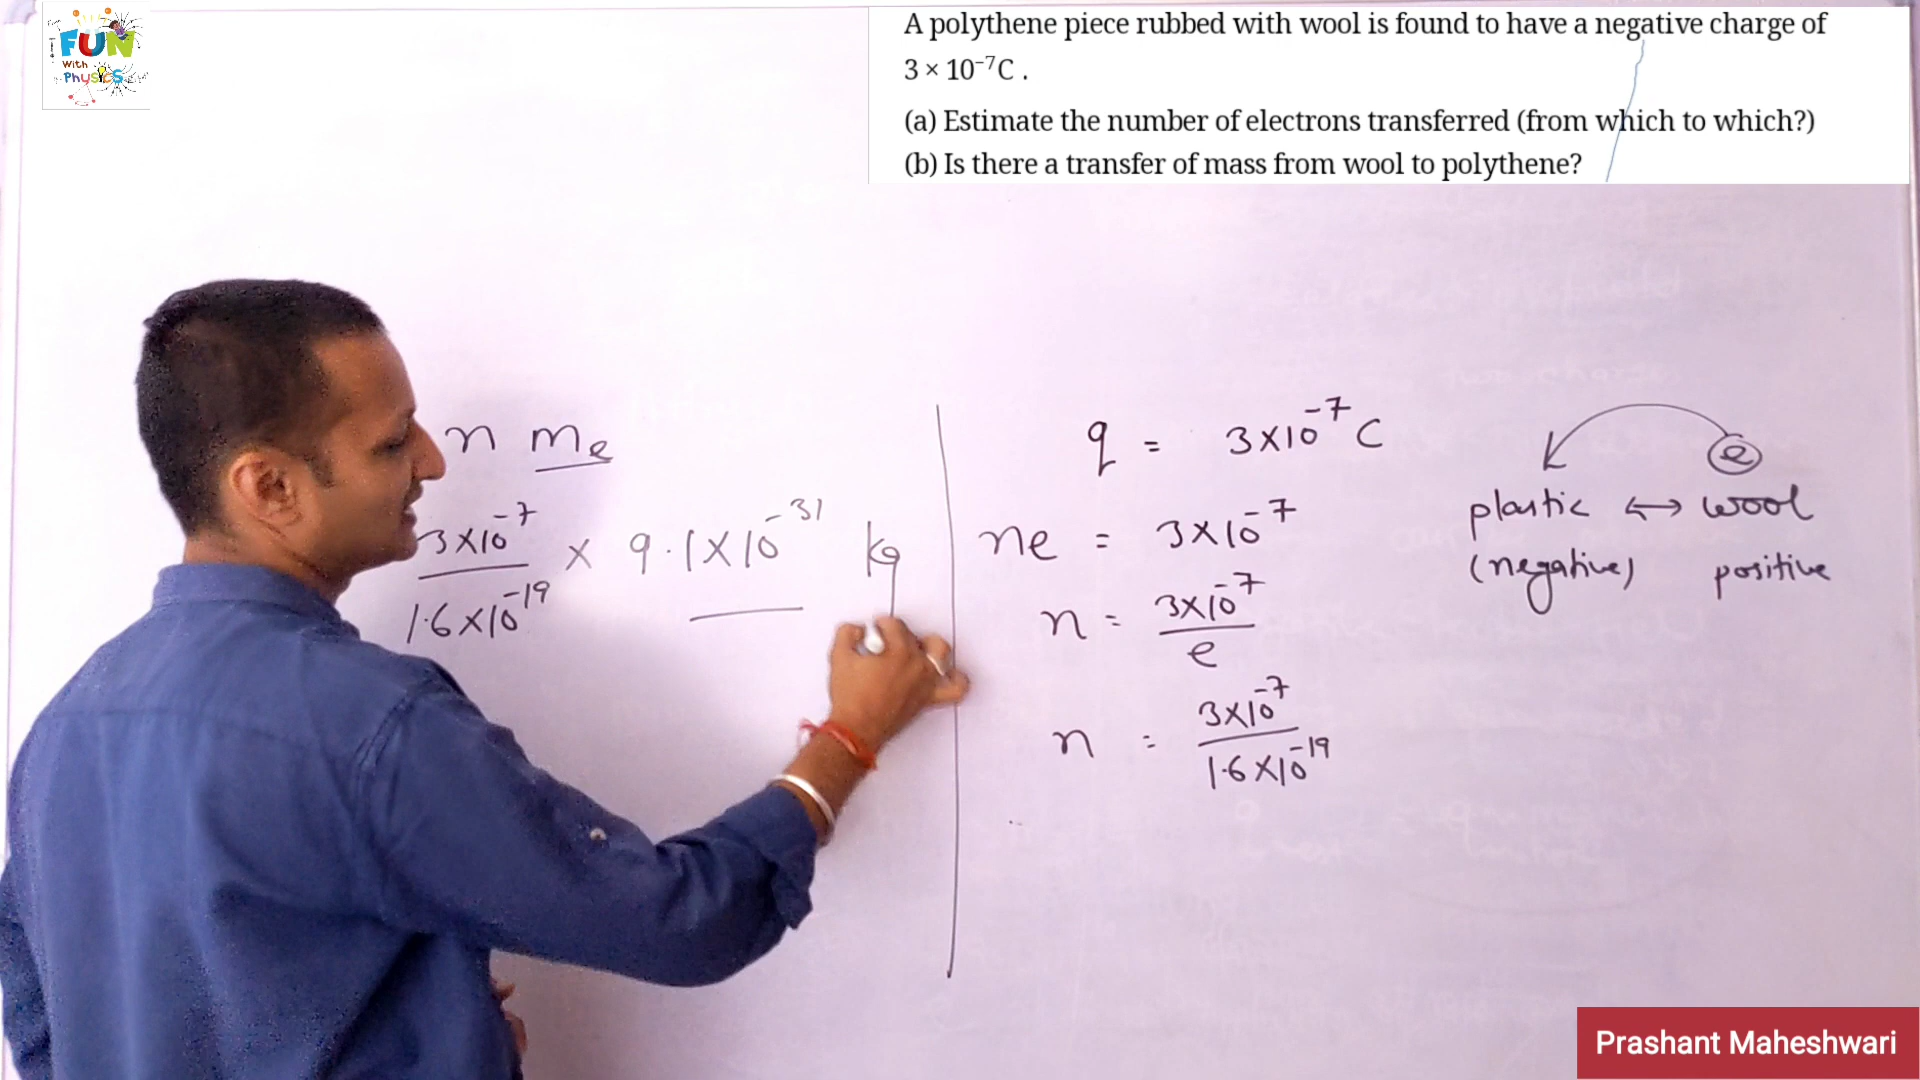 FUN
With
Physics
A polythene piece rubbed with wool is found to have a negative charge of
3 × 10⁻⁷C .
(a) Estimate the number of electrons transferred (from which to which?)
(b) Is there a transfer of mass from wool to polythene?
n mₑ
3×10⁻⁷ / 1.6×10⁻¹⁹ × 9.1×10⁻³¹ kg
q = 3×10⁻⁷ C
ne = 3×10⁻⁷
n = 3×10⁻⁷ / e
n = 3×10⁻⁷ / 1.6×10⁻¹⁹
e
plastic ↔ wool
(negative) positive
Prashant Maheshwari